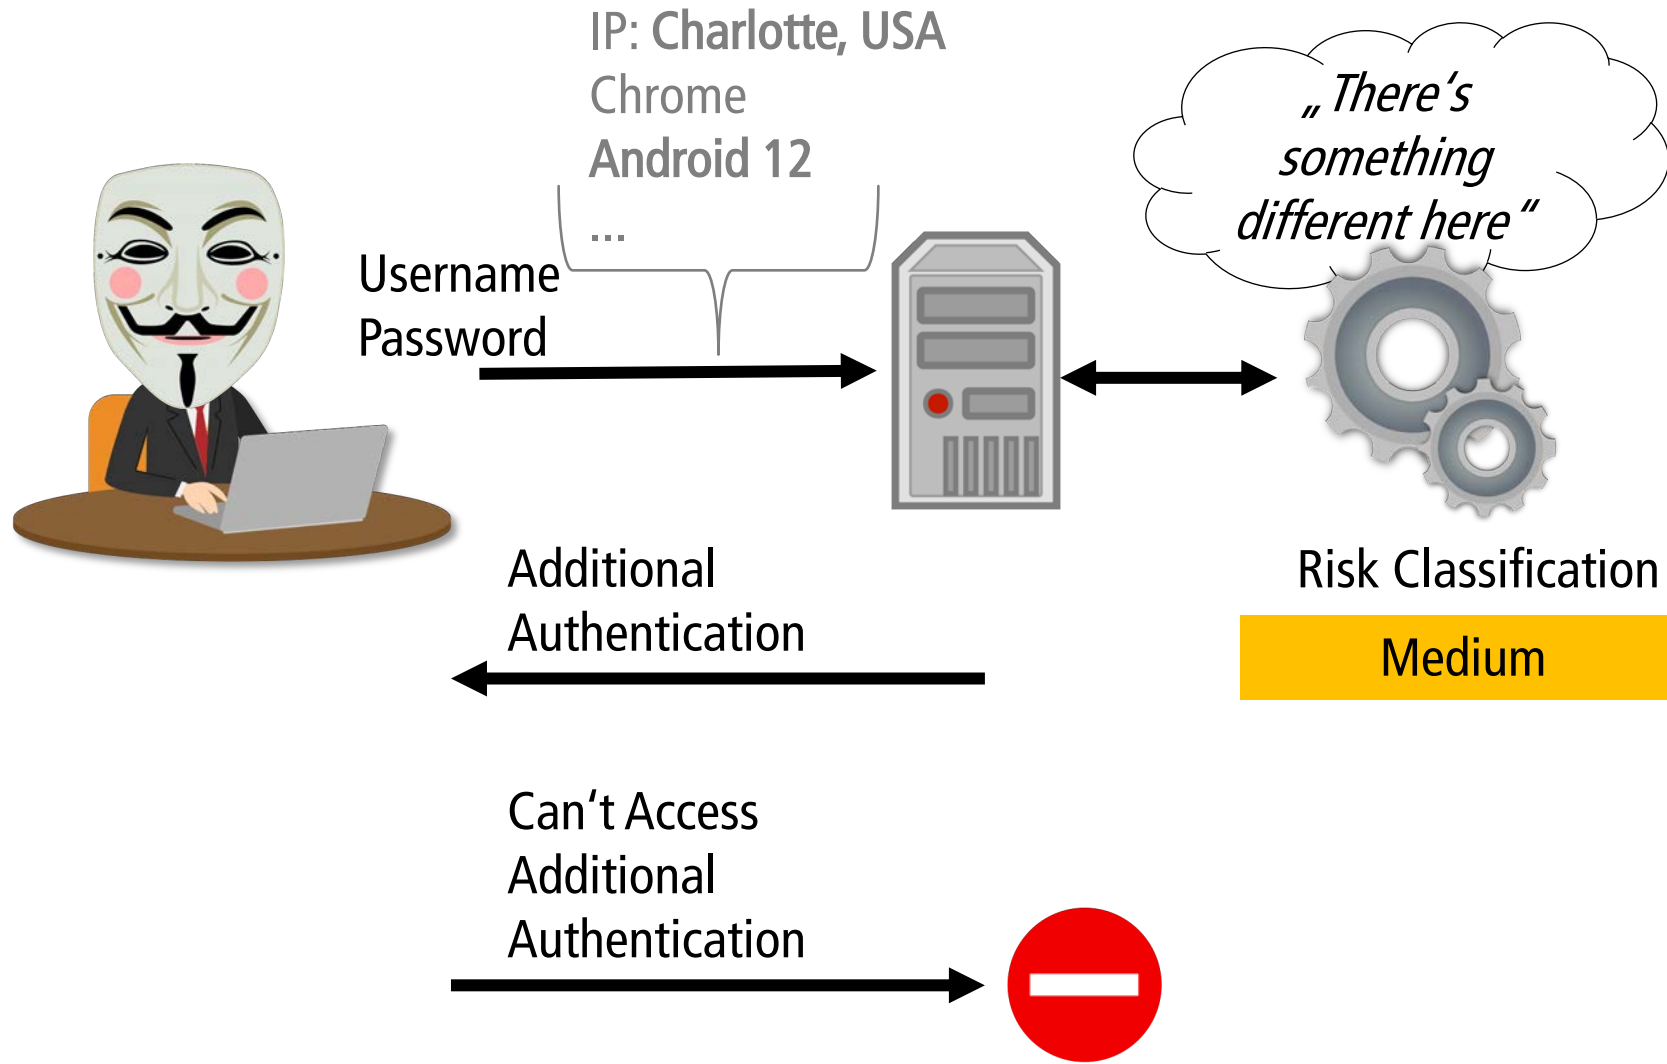 IP: Charlotte, USA
Chrome
Android 12
...
„There‘s
something
different here“
Username
Password
Additional
Authentication
Risk Classification
Medium
Can‘t Access
Additional
Authentication